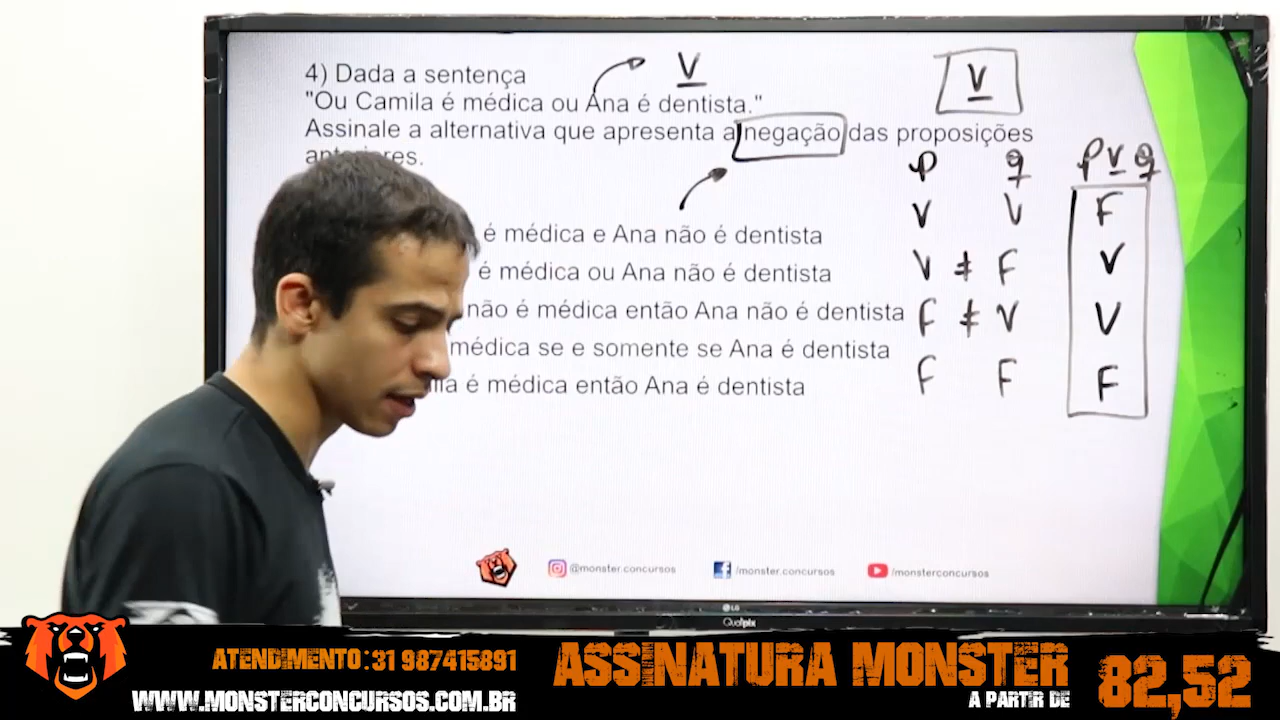 4) Dada a sentença
"Ou Camila é médica ou Ana é dentista."
Assinale a alternativa que apresenta a negação das proposições
V
V
é médica e Ana não é dentista
é médica ou Ana não é dentista
não é médica então Ana não é dentista
médica se e somente se Ana é dentista
é médica então Ana é dentista
p q p v q
V V F
V ≠ F V
F ≠ V V
F F F
@monster.concursos /monster.concursos /monsterconcursos
LG
Qualipix
ATENDIMENTO: 31 987415891
WWW.MONSTERCONCURSOS.COM.BR
ASSINATURA MONSTER
A PARTIR DE
82,52